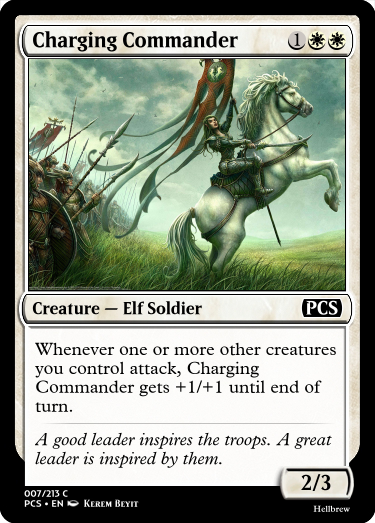 Charging Commander 1
Creature — Elf Soldier PCS
Whenever one or more other creatures
you control attack, Charging
Commander gets +1/+1 until end of
turn.
A good leader inspires the troops. A great
leader is inspired by them.
2/3
007/213 C
PCS • EN Kerem Beyit
Hellbrew